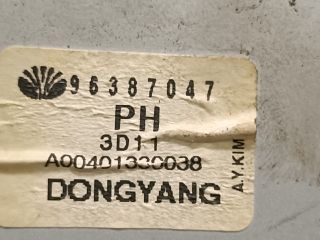 96387047
PH
3D11
A00401330038
DONGYANG
A.Y.KIM